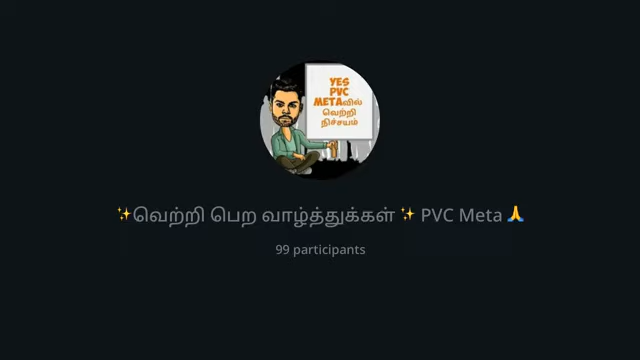 YES
PVC
METAவில்
வெற்றி
நிச்சயம்
✨வெற்றி பெற வாழ்த்துக்கள் ✨ PVC Meta 🙏
99 participants